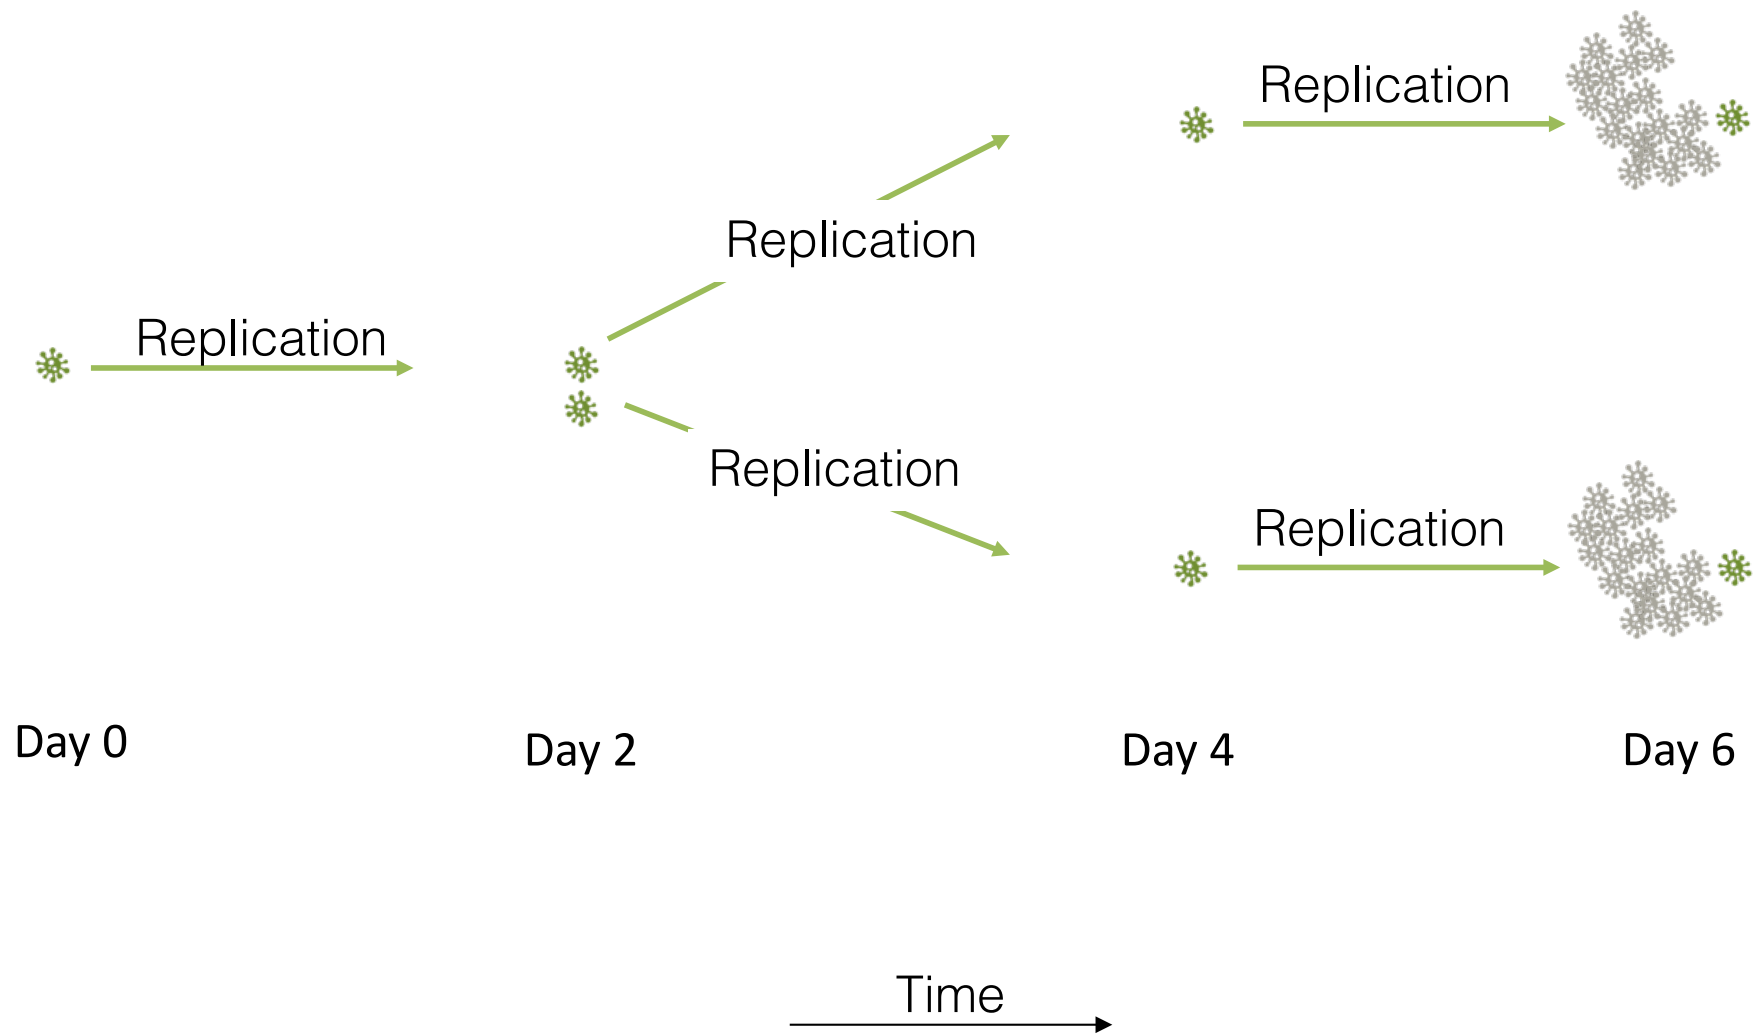 Replication
Replication
Replication
Replication
Replication
Day 0
Day 2
Day 4
Day 6
Time